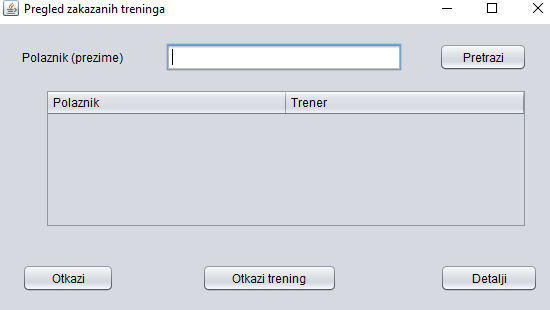 Pregled zakazanih treninga
Polaznik (prezime)
Pretrazi
Polaznik
Trener
Otkazi
Otkazi trening
Detalji